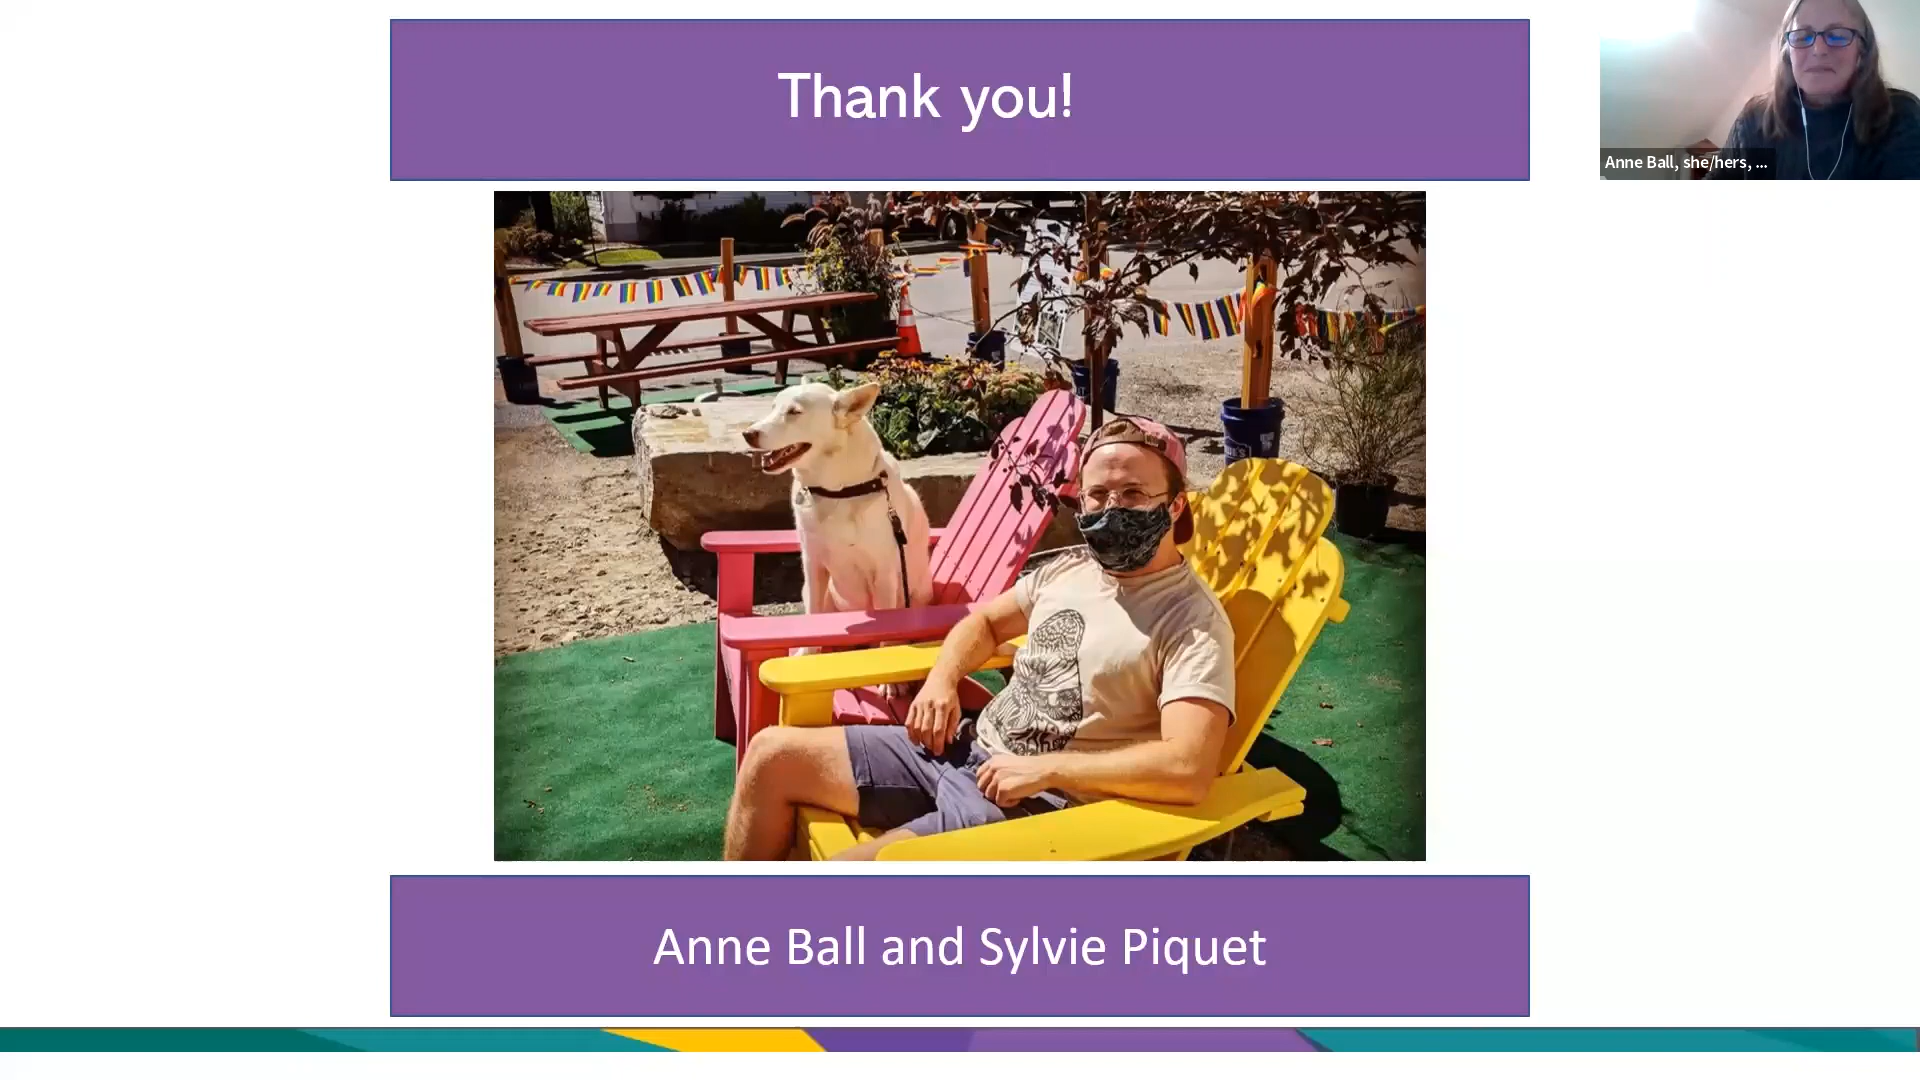 Thank you!
Anne Ball, she/hers, ...
Anne Ball and Sylvie Piquet